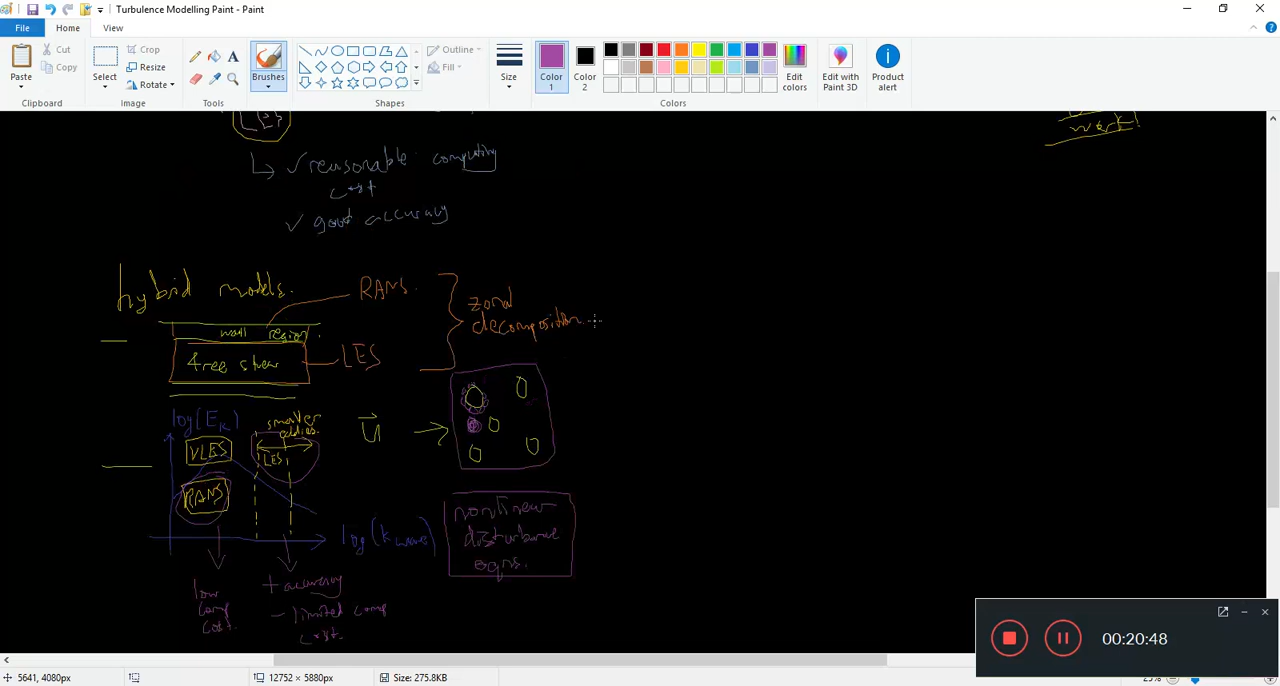 Turbulence Modelling Paint - Paint
File
Home
View
Paste
Cut
Copy
Clipboard
Select
Crop
Resize
Rotate
Image
A
Tools
Brushes
Outline
Fill
Shapes
Size
Color 1
Color 2
Edit colors
Colors
Edit with Paint 3D
Product alert
LES
↳ ✓ reasonable computing
cost
✓ good accuracy
work
hybrid models.
RANS
wall region.
free shear
LES
zonal
decomposition
log(Ek)
VLES
RANS
smaller
eddies.
LES
u
log(k wave)
nonlinear
disturbance
eqns.
low
comp
cost.
+ accuracy
- limited comp
cost.
00:20:48
5641, 4080px
12752 × 5880px
Size: 275.8KB
25%